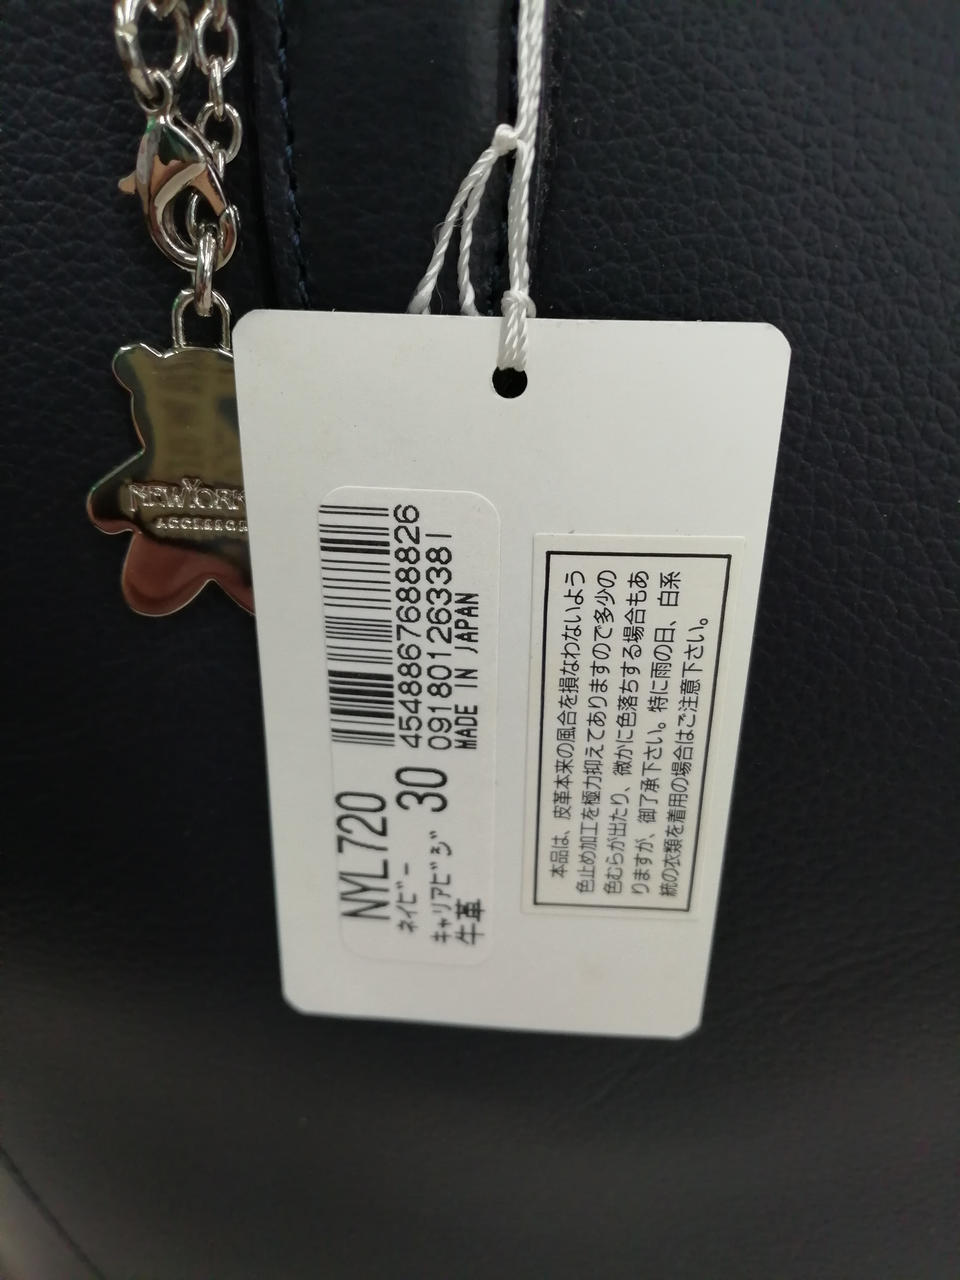 NEWYORK
NYL720
ネイビー
キャリアビジ 30
牛革
4548867688826
0918012633381
MADE IN JAPAN
本品は、皮革本来の風合を損なわないよう
色止め加工を極力抑えてありますので多少の
色むらが出たり、微かに色落ちする場合もあ
りますが、御了承下さい。特に雨の日、白系
統の衣類を着用の場合はご注意下さい。